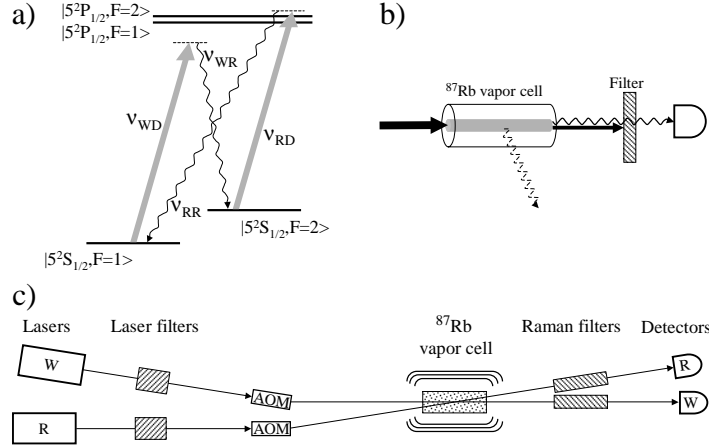 a)
|5²P₁/₂,F=2>
|5²P₁/₂,F=1>
νWR
νWD
νRD
νRR
|5²S₁/₂,F=2>
|5²S₁/₂,F=1>
b)
⁸⁷Rb vapor cell
Filter
c)
Lasers
Laser filters
⁸⁷Rb
vapor cell
Raman filters
Detectors
W
AOM
R
R
AOM
W